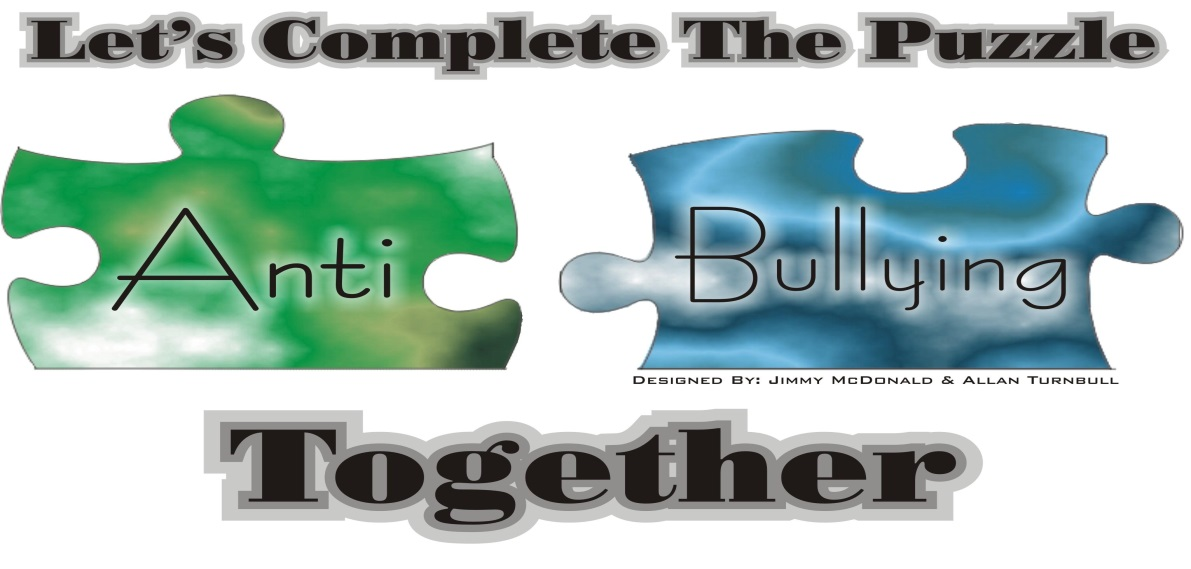 Let's Complete The Puzzle
Anti Bullying
Designed By: Jimmy McDonald & Allan Turnbull
Together